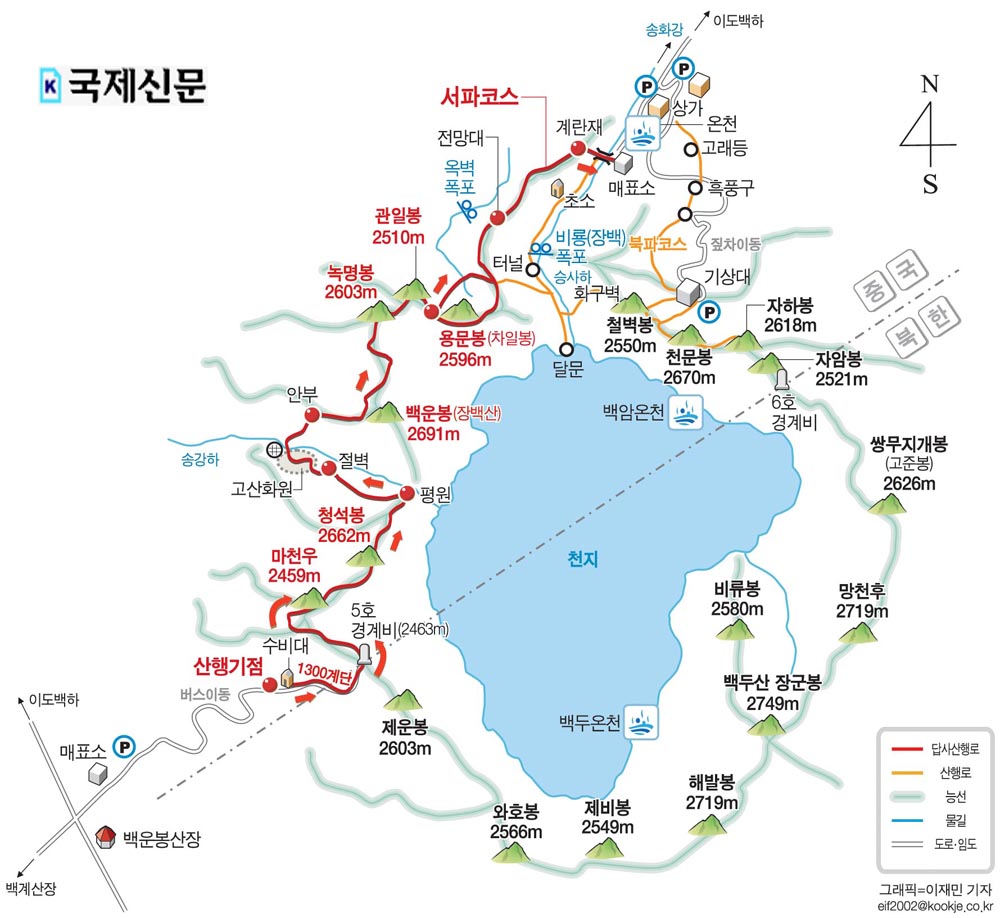 국제신문
이도백하
송화강
P
P
상가
온천
N
S
서파코스
계란재
전망대
고래등
옥벽
폭포
매표소
흑풍구
초소
관일봉
2510m
비룡(장백)
폭포
북파코스
짚차이동
터널
승사하
기상대
녹명봉
2603m
화구벽
P
중국
북한
자하봉
2618m
용문봉(차일봉)
2596m
철벽봉
2550m
천문봉
2670m
자암봉
2521m
달문
6호
경계비
안부
백운봉(장백산)
2691m
백암온천
쌍무지개봉
(고준봉)
2626m
송강하
절벽
고산화원
평원
청석봉
2662m
천지
마천우
2459m
비류봉
2580m
망천후
2719m
5호
경계비(2463m)
수비대
산행기점
1300계단
버스이동
백두산 장군봉
2749m
이도백하
제운봉
2603m
백두온천
매표소
P
해발봉
2719m
와호봉
2566m
제비봉
2549m
백운봉산장
백계산장
답사산행로
산행로
능선
물길
도로·임도
그래픽=이재민 기자
eif2002@kookje.co.kr